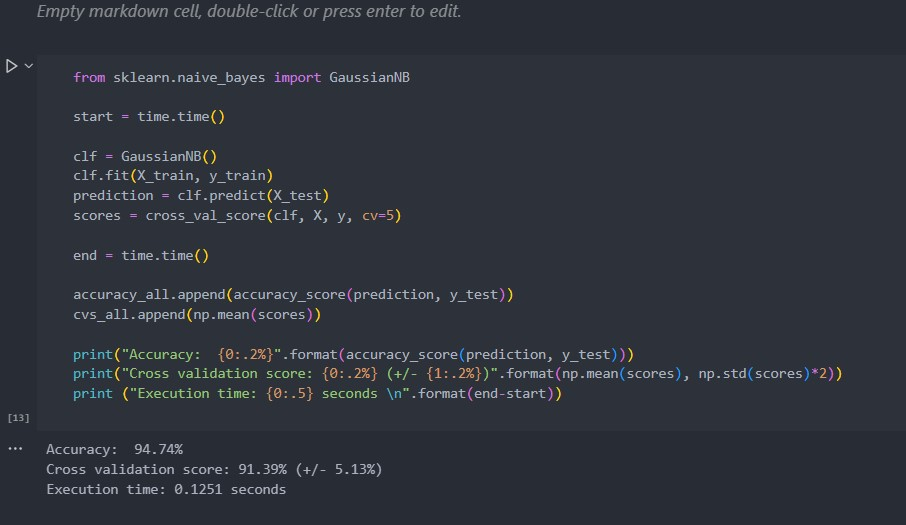 Empty markdown cell, double-click or press enter to edit.
from sklearn.naive_bayes import GaussianNB
start = time.time()
clf = GaussianNB()
clf.fit(X_train, y_train)
prediction = clf.predict(X_test)
scores = cross_val_score(clf, X, y, cv=5)
end = time.time()
accuracy_all.append(accuracy_score(prediction, y_test))
cvs_all.append(np.mean(scores))
print("Accuracy:  {0:.2%}".format(accuracy_score(prediction, y_test)))
print("Cross validation score: {0:.2%} (+/- {1:.2%})".format(np.mean(scores), np.std(scores)*2))
print ("Execution time: {0:.5} seconds \n".format(end-start))
[13]
Accuracy:  94.74%
Cross validation score: 91.39% (+/- 5.13%)
Execution time: 0.1251 seconds